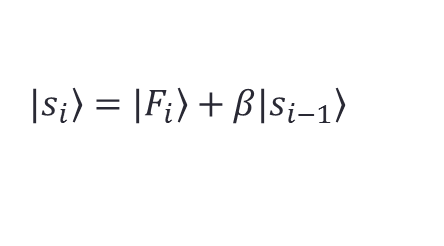 |s_i⟩ = |F_i⟩ + β|s_{i−1}⟩